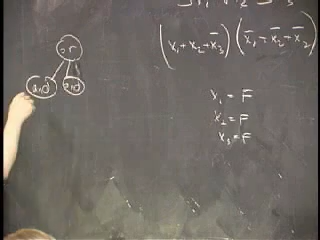 or
and and
(x₁ + x₂ + x̄₃) (x̄₁ + x̄₂ + x̄₂)
x₁ = F
x₂ = F
x₃ = F